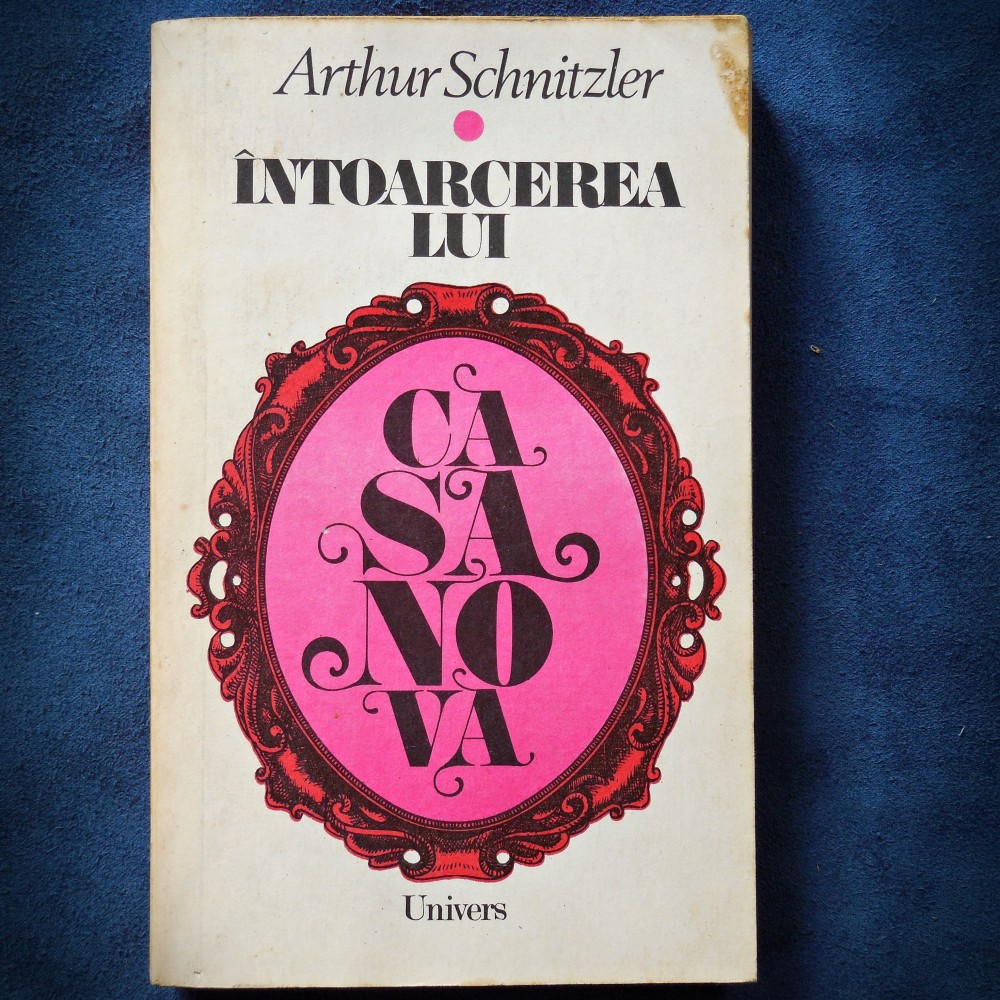 Arthur Schnitzler
ÎNTOARCEREA
LUI
CA
SA
NO
VA
Univers